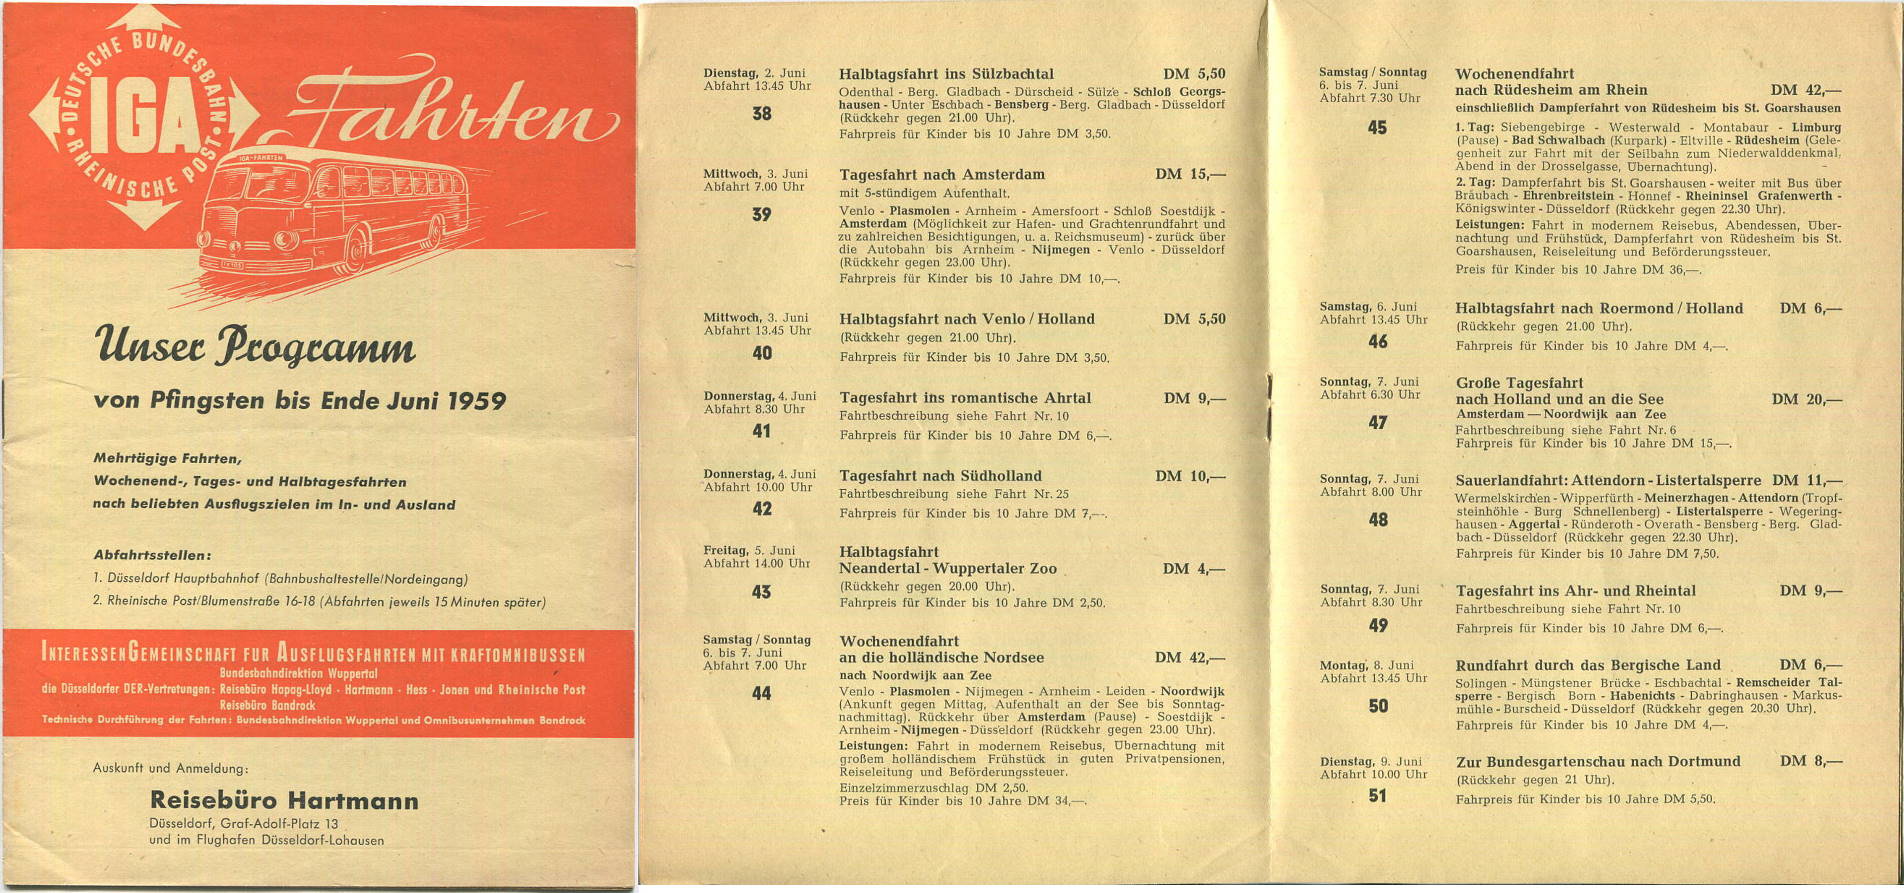 DEUTSCHE BUNDESBAHN
IGA
RHEINISCHE POST
Fahrten
IGA-FAHRTEN
Unser Programm
von Pfingsten bis Ende Juni 1959
Mehrtägige Fahrten,
Wochenend-, Tages- und Halbtagesfahrten
nach beliebten Ausflugszielen im In- und Ausland
Abfahrtsstellen:
1. Düsseldorf Hauptbahnhof (Bahnbushaltestelle/Nordeingang)
2. Rheinische Post/Blumenstraße 16-18 (Abfahrten jeweils 15 Minuten später)
INTERESSENGEMEINSCHAFT FUR AUSFLUGSFAHRTEN MIT KRAFTOMNIBUSSEN
Bundesbahndirektion Wuppertal
die Düsseldorfer DER-Vertretungen: Reisebüro Hapag-Lloyd · Hartmann · Hess · Jonen und Rheinische Post
Reisebüro Bandrock
Technische Durchführung der Fahrten: Bundesbahndirektion Wuppertal und Omnibusunternehmen Bandrock
Auskunft und Anmeldung:
Reisebüro Hartmann
Düsseldorf, Graf-Adolf-Platz 13
und im Flughafen Düsseldorf-Lohausen
Dienstag, 2. Juni
Abfahrt 13.45 Uhr
38
Halbtagsfahrt ins Sülzbachtal DM 5,50
Odenthal - Berg. Gladbach - Dürscheid - Sülze - Schloß Georgs-
hausen - Unter Eschbach - Bensberg - Berg. Gladbach - Düsseldorf
(Rückkehr gegen 21.00 Uhr).
Fahrpreis für Kinder bis 10 Jahre DM 3,50.
Mittwoch, 3. Juni
Abfahrt 7.00 Uhr
39
Tagesfahrt nach Amsterdam DM 15,—
mit 5-stündigem Aufenthalt.
Venlo - Plasmolen - Arnheim - Amersfoort - Schloß Soestdijk -
Amsterdam (Möglichkeit zur Hafen- und Grachtenrundfahrt und
zu zahlreichen Besichtigungen, u. a. Reichsmuseum) - zurück über
die Autobahn bis Arnheim - Nijmegen - Venlo - Düsseldorf
(Rückkehr gegen 23.00 Uhr).
Fahrpreis für Kinder bis 10 Jahre DM 10,—.
Mittwoch, 3. Juni
Abfahrt 13.45 Uhr
40
Halbtagsfahrt nach Venlo / Holland DM 5,50
(Rückkehr gegen 21.00 Uhr).
Fahrpreis für Kinder bis 10 Jahre DM 3,50.
Donnerstag, 4. Juni
Abfahrt 8.30 Uhr
41
Tagesfahrt ins romantische Ahrtal DM 9,—
Fahrtbeschreibung siehe Fahrt Nr. 10
Fahrpreis für Kinder bis 10 Jahre DM 6,—.
Donnerstag, 4. Juni
Abfahrt 10.00 Uhr
42
Tagesfahrt nach Südholland DM 10,—
Fahrtbeschreibung siehe Fahrt Nr. 25
Fahrpreis für Kinder bis 10 Jahre DM 7,—.
Freitag, 5. Juni
Abfahrt 14.00 Uhr
43
Halbtagsfahrt
Neandertal - Wuppertaler Zoo DM 4,—
(Rückkehr gegen 20.00 Uhr).
Fahrpreis für Kinder bis 10 Jahre DM 2,50.
Samstag / Sonntag
6. bis 7. Juni
Abfahrt 7.00 Uhr
44
Wochenendfahrt
an die holländische Nordsee DM 42,—
nach Noordwijk aan Zee
Venlo - Plasmolen - Nijmegen - Arnheim - Leiden - Noordwijk
(Ankunft gegen Mittag, Aufenthalt an der See bis Sonntag-
nachmittag). Rückkehr über Amsterdam (Pause) - Soestdijk -
Arnheim - Nijmegen - Düsseldorf (Rückkehr gegen 23.00 Uhr).
Leistungen: Fahrt in modernem Reisebus, Übernachtung mit
großem holländischem Frühstück in guten Privatpensionen,
Reiseleitung und Beförderungssteuer.
Einzelzimmerzuschlag DM 2,50.
Preis für Kinder bis 10 Jahre DM 34,—.
Samstag / Sonntag
6. bis 7. Juni
Abfahrt 7.30 Uhr
45
Wochenendfahrt
nach Rüdesheim am Rhein DM 42,—
einschließlich Dampferfahrt von Rüdesheim bis St. Goarshausen
1. Tag: Siebengebirge - Westerwald - Montabaur - Limburg
(Pause) - Bad Schwalbach (Kurpark) - Eltville - Rüdesheim (Gele-
genheit zur Fahrt mit der Seilbahn zum Niederwalddenkmal,
Abend in der Drosselgasse, Übernachtung).
2. Tag: Dampferfahrt bis St. Goarshausen - weiter mit Bus über
Braubach - Ehrenbreitstein - Honnef - Rheininsel Grafenwerth -
Königswinter - Düsseldorf (Rückkehr gegen 22.30 Uhr).
Leistungen: Fahrt in modernem Reisebus, Abendessen, Über-
nachtung und Frühstück, Dampferfahrt von Rüdesheim bis St.
Goarshausen, Reiseleitung und Beförderungssteuer.
Preis für Kinder bis 10 Jahre DM 36,—.
Samstag, 6. Juni
Abfahrt 13.45 Uhr
46
Halbtagsfahrt nach Roermond / Holland DM 6,—
(Rückkehr gegen 21.00 Uhr).
Fahrpreis für Kinder bis 10 Jahre DM 4,—.
Sonntag, 7. Juni
Abfahrt 6.30 Uhr
47
Große Tagesfahrt
nach Holland und an die See DM 20,—
Amsterdam — Noordwijk aan Zee
Fahrtbeschreibung siehe Fahrt Nr. 6
Fahrpreis für Kinder bis 10 Jahre DM 15,—.
Sonntag, 7. Juni
Abfahrt 8.00 Uhr
48
Sauerlandfahrt: Attendorn - Listertalsperre DM 11,—
Wermelskirchen - Wipperfürth - Meinerzhagen - Attendorn (Tropf-
steinhöhle - Burg Schnellenberg) - Listertalsperre - Wegering-
hausen - Aggertal - Ründeroth - Overath - Bensberg - Berg. Glad-
bach - Düsseldorf (Rückkehr gegen 22.30 Uhr).
Fahrpreis für Kinder bis 10 Jahre DM 7,50.
Sonntag, 7. Juni
Abfahrt 8.30 Uhr
49
Tagesfahrt ins Ahr- und Rheintal DM 9,—
Fahrtbeschreibung siehe Fahrt Nr. 10
Fahrpreis für Kinder bis 10 Jahre DM 6,—.
Montag, 8. Juni
Abfahrt 13.45 Uhr
50
Rundfahrt durch das Bergische Land DM 6,—
Solingen - Müngstener Brücke - Eschbachtal - Remscheider Tal-
sperre - Bergisch Born - Habenichts - Dabringhausen - Markus-
mühle - Burscheid - Düsseldorf (Rückkehr gegen 20.30 Uhr).
Fahrpreis für Kinder bis 10 Jahre DM 4,—.
Dienstag, 9. Juni
Abfahrt 10.00 Uhr
51
Zur Bundesgartenschau nach Dortmund DM 8,—
(Rückkehr gegen 21 Uhr).
Fahrpreis für Kinder bis 10 Jahre DM 5,50.